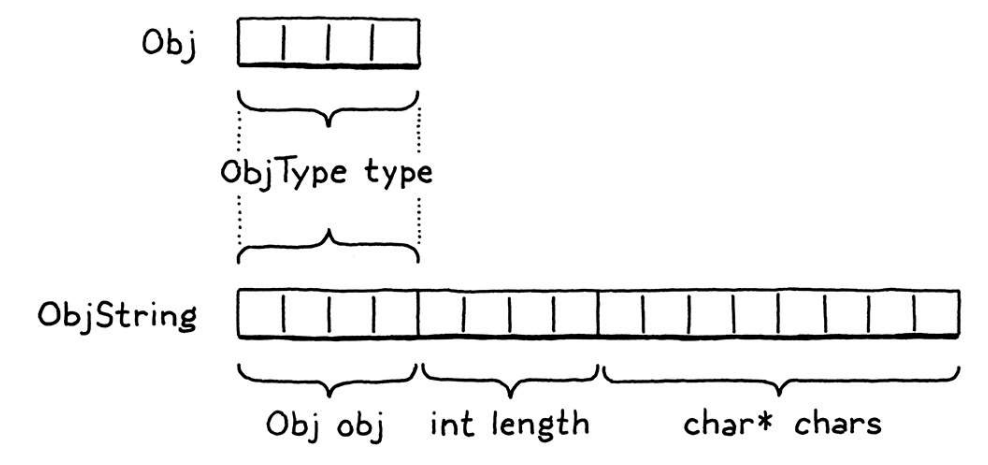 Obj
ObjType type
ObjString
Obj obj int length char* chars